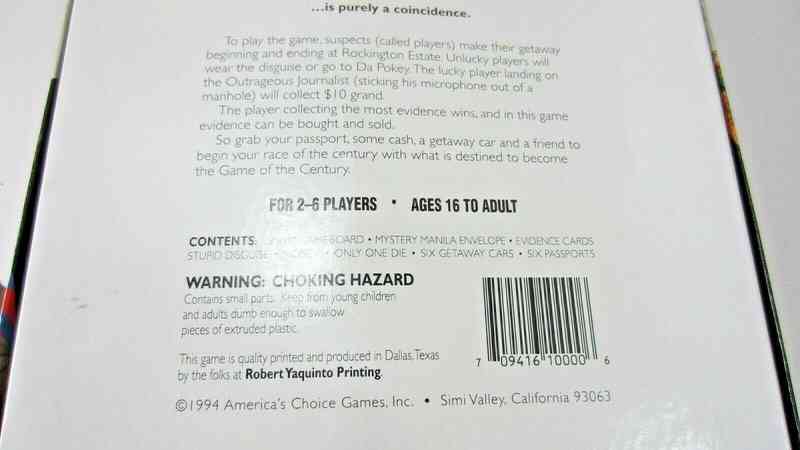 ...is purely a coincidence.
To play the game, suspects (called players) make their getaway
beginning and ending at Rockington Estate. Unlucky players will
wear the disguise or go to Da Pokey. The lucky player landing on
the Outrageous Journalist (sticking his microphone out of a
manhole) will collect $10 grand.
The player collecting the most evidence wins, and in this game
evidence can be bought and sold.
So grab your passport, some cash, a getaway car and a friend to
begin your race of the century with what is destined to become
the Game of the Century.
FOR 2–6 PLAYERS • AGES 16 TO ADULT
CONTENTS: • MYSTERY MANILA ENVELOPE • EVIDENCE CARDS
STUPID DISGUISE • • ONLY ONE DIE • SIX GETAWAY CARS • SIX PASSPORTS
WARNING: CHOKING HAZARD
Contains small parts. Keep from young children
and adults dumb enough to swallow
pieces of extruded plastic.
This game is quality printed and produced in Dallas, Texas
by the folks at Robert Yaquinto Printing.
7 09416 10000 6
©1994 America's Choice Games, Inc. • Simi Valley, California 93063